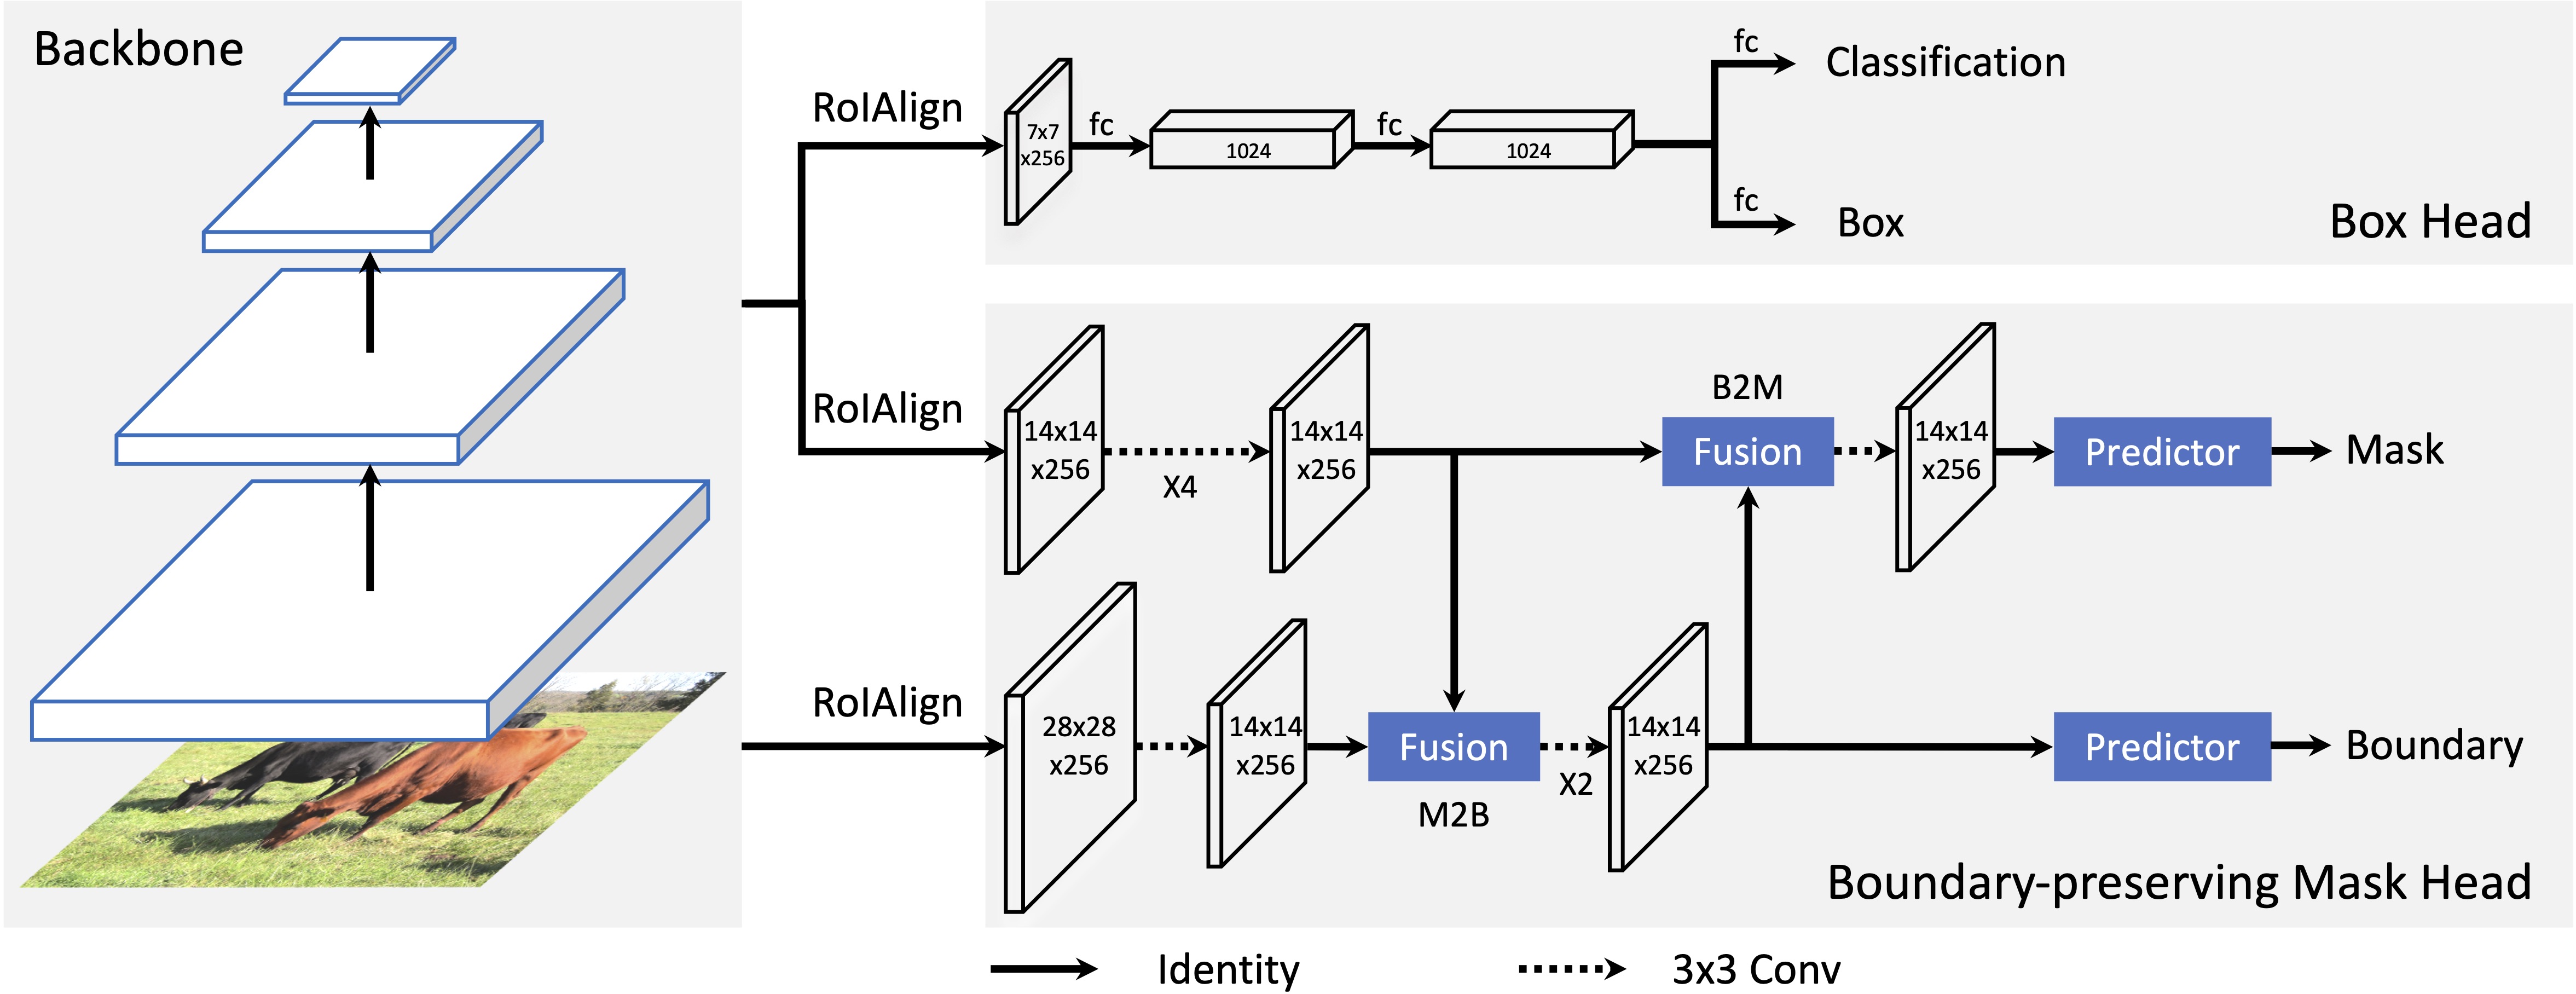 Backbone
RoIAlign
7x7
x256
fc
1024
fc
1024
fc
Classification
fc
Box
Box Head
RoIAlign
14x14
x256
X4
14x14
x256
B2M
Fusion
14x14
x256
Predictor
Mask
RoIAlign
28x28
x256
14x14
x256
Fusion
M2B
X2
14x14
x256
Predictor
Boundary
Boundary-preserving Mask Head
Identity
3x3 Conv